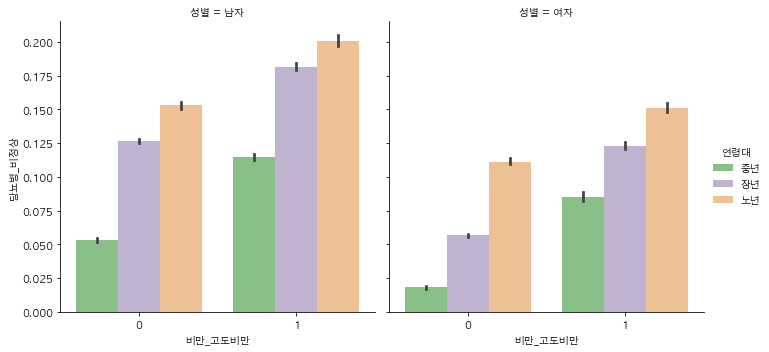 성별 = 남자
성별 = 여자
0.200
0.175
0.150
0.125
0.100
0.075
0.050
0.025
0.000
당뇨병_비정상
0 1
0 1
비만_고도비만
비만_고도비만
연령대
중년
장년
노년